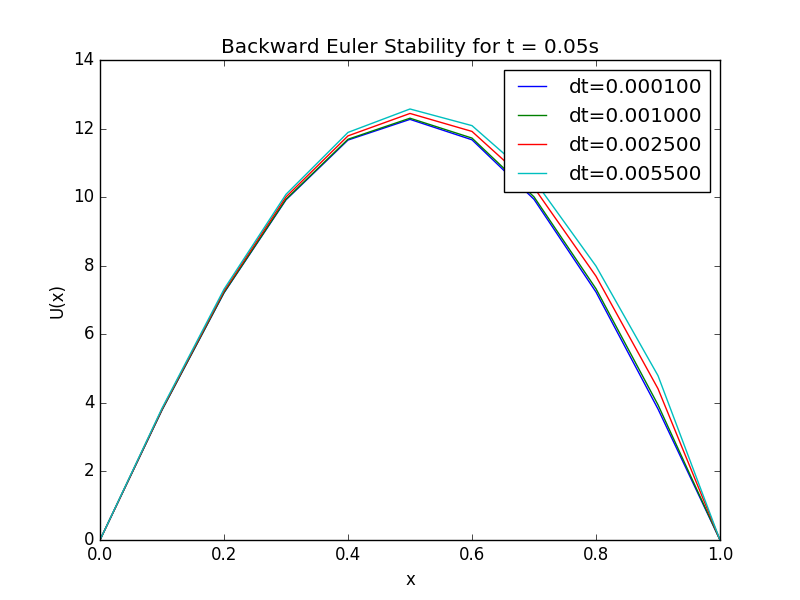 Backward Euler Stability for t = 0.05s
dt=0.000100
dt=0.001000
dt=0.002500
dt=0.005500
14
12
10
8
6
4
2
0
U(x)
0.0 0.2 0.4 0.6 0.8 1.0
x